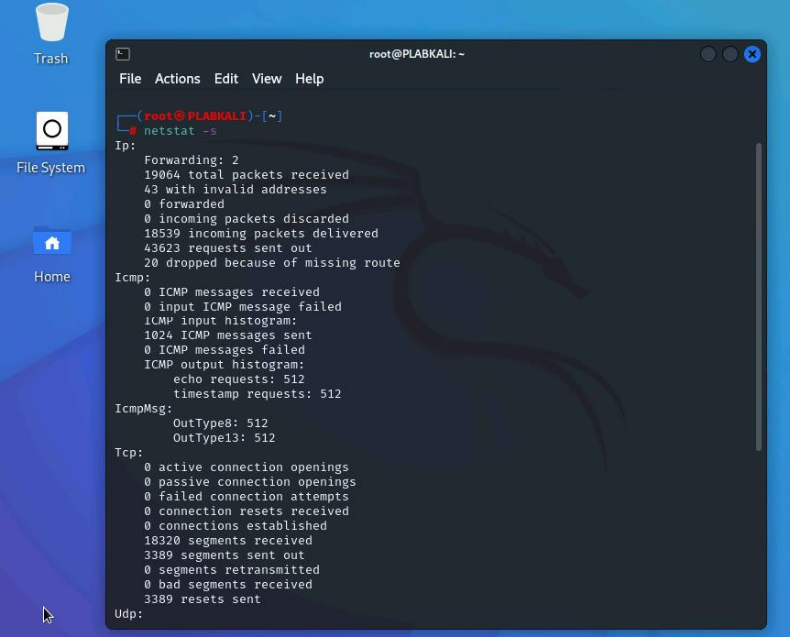 Trash
File System
Home
root@PLABKALI: ~
File Actions Edit View Help
┌──(root㉿PLABKALI)-[~]
└─# netstat -s
Ip:
    Forwarding: 2
    19064 total packets received
    43 with invalid addresses
    0 forwarded
    0 incoming packets discarded
    18539 incoming packets delivered
    43623 requests sent out
    20 dropped because of missing route
Icmp:
    0 ICMP messages received
    0 input ICMP message failed
    ICMP input histogram:
    1024 ICMP messages sent
    0 ICMP messages failed
    ICMP output histogram:
        echo requests: 512
        timestamp requests: 512
IcmpMsg:
        OutType8: 512
        OutType13: 512
Tcp:
    0 active connection openings
    0 passive connection openings
    0 failed connection attempts
    0 connection resets received
    0 connections established
    18320 segments received
    3389 segments sent out
    0 segments retransmitted
    0 bad segments received
    3389 resets sent
Udp: